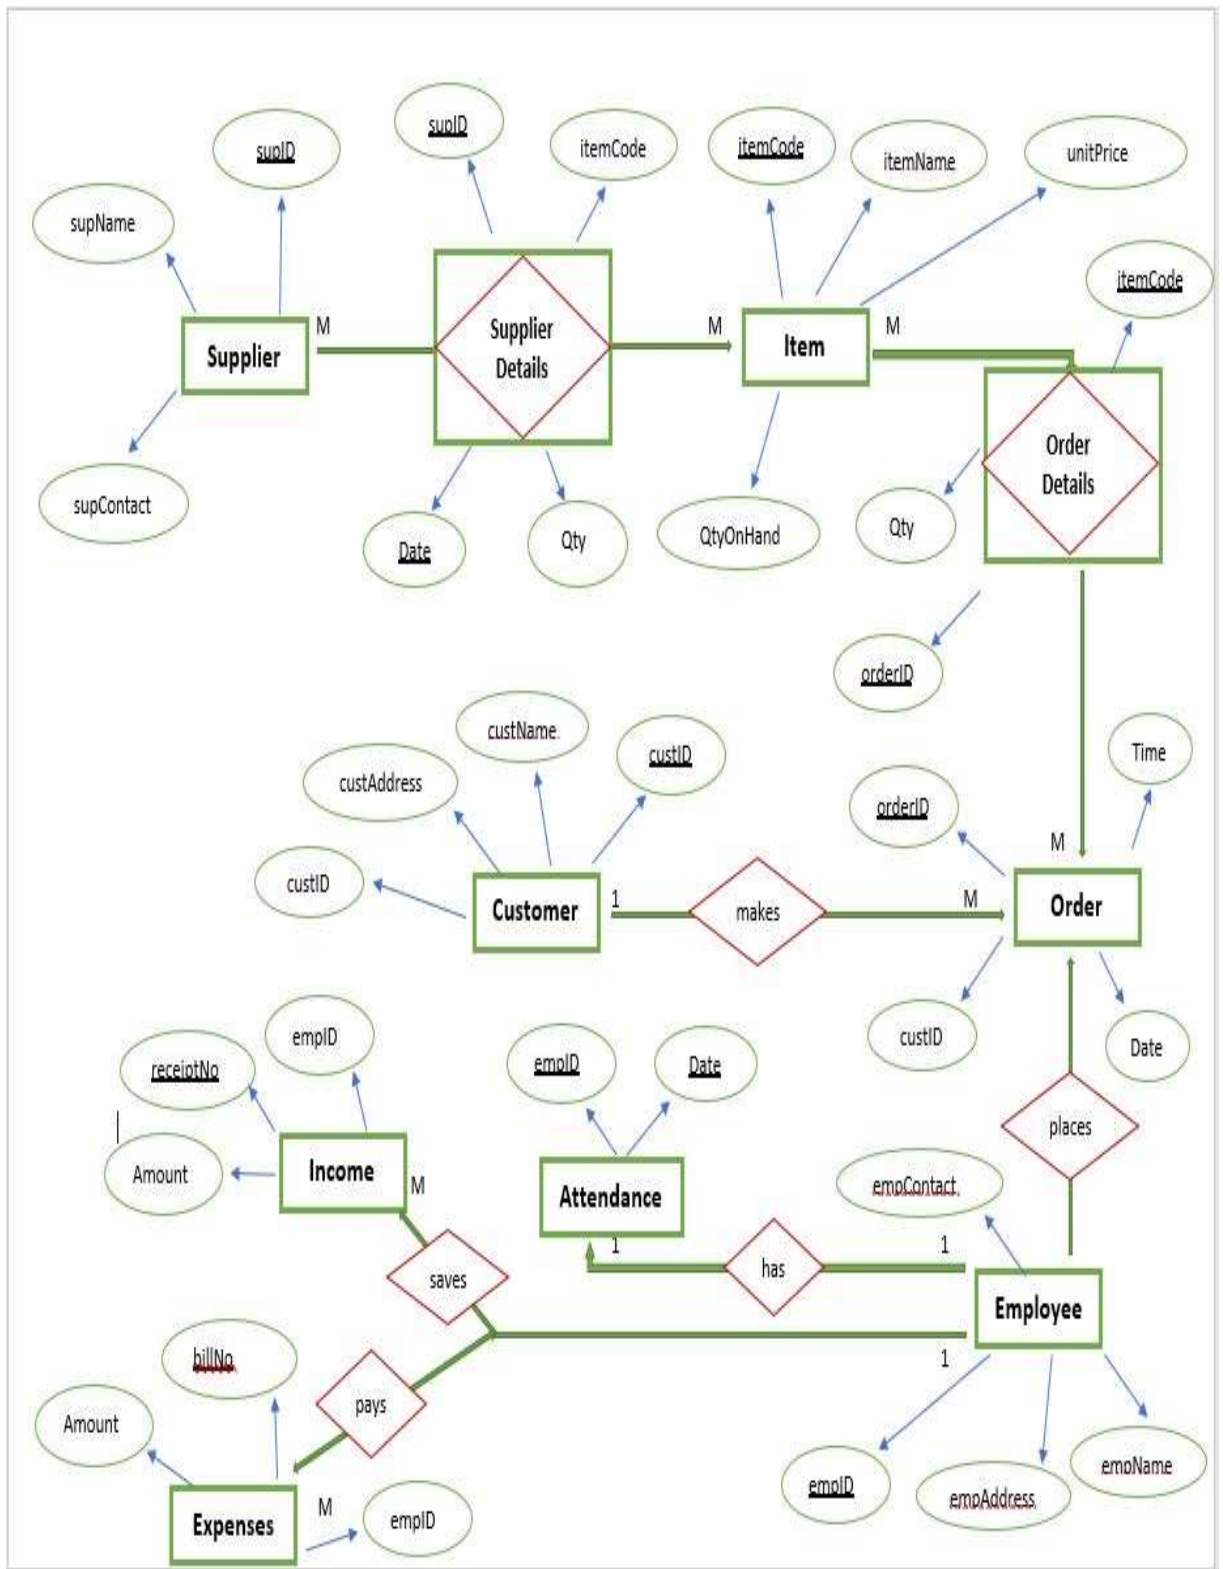 supID
supID
itemCode
itemCode
itemName
unitPrice
supName
itemCode
Supplier
M
Supplier
Details
M
Item
M
Order
Details
supContact
Date
Qty
QtyOnHand
Qty
orderID
custName
custID
custAddress
custID
orderID
Time
M
Customer
1
makes
M
Order
custID
Date
receiptNo
empID
empID
Date
Amount
Income
M
Attendance
1
places
empContact
saves
has
1
Employee
1
billNo
pays
Amount
Expenses
M
empID
empID
empAddress
empName